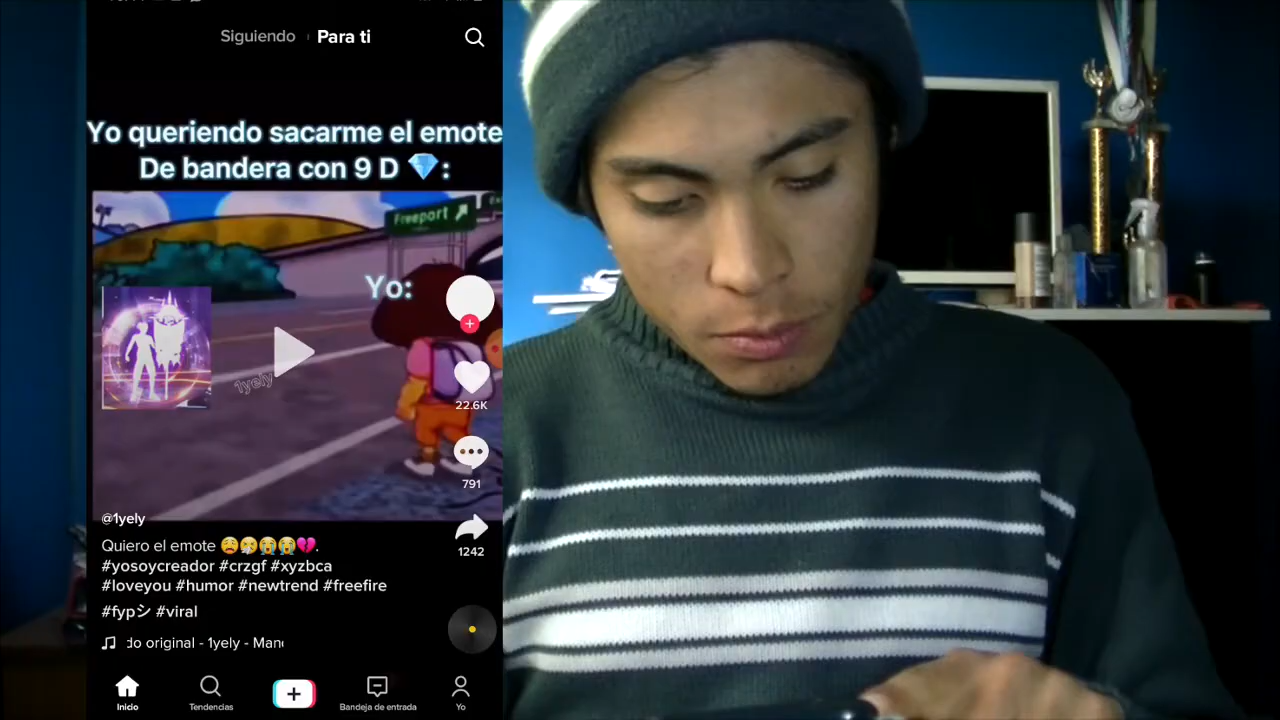 Siguiendo
Para ti
Yo queriendo sacarme el emote
De bandera con 9 D 💎:
Freeport
Yo:
1yely
22.6K
791
1242
@1yely
Quiero el emote 😩🤧😭😭💔.
#yosoycreador #crzgf #xyzbca
#loveyou #humor #newtrend #freefire
#fypシ #viral
do original - 1yely - Man
Inicio
Tendencias
Bandeja de entrada
Yo